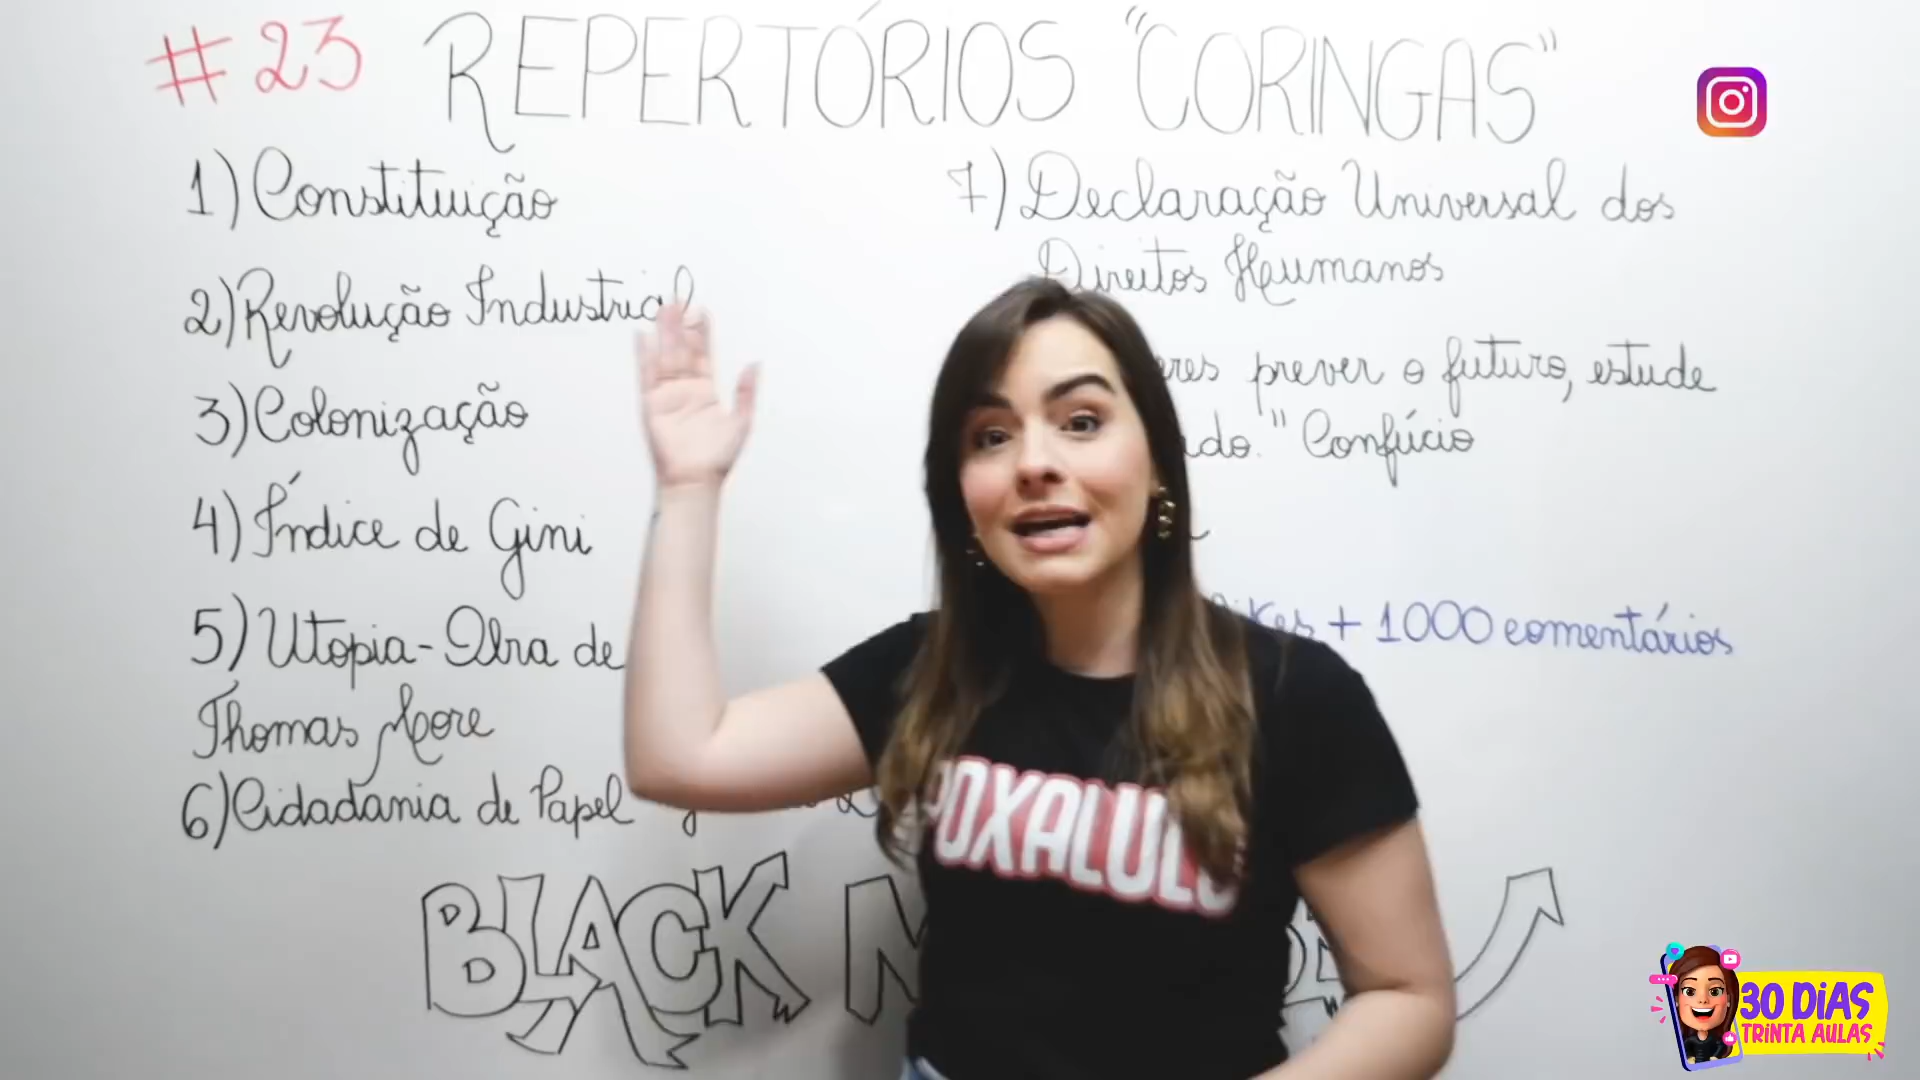 #23 REPERTÓRIOS "CORINGAS"
1) Constituição
2) Revolução Industrial
3) Colonização
4) Índice de Gini
5) Utopia - Obra de
Thomas More
6) Cidadania de Papel
7) Declaração Universal dos
Direitos Humanos
prever o futuro, estude
" Confúcio
+ 1000 comentários
BLACK
POXALULU
30 DiAS
TRiNTA AULAS